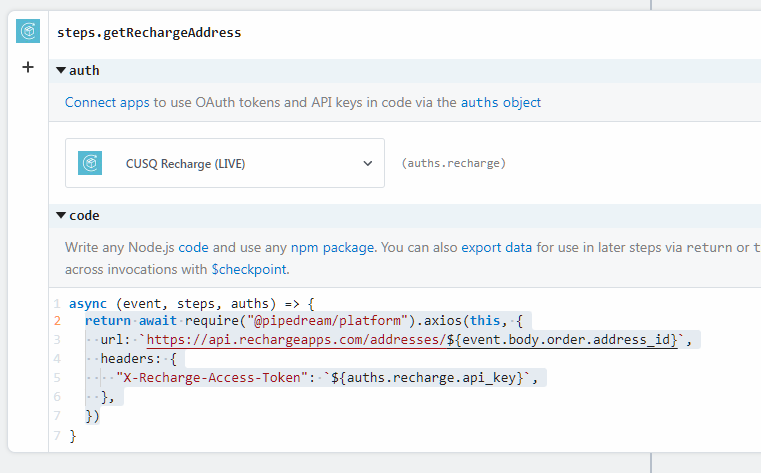 steps.getRechargeAddress
+
auth
Connect apps to use OAuth tokens and API keys in code via the auths object
CUSQ Recharge (LIVE) (auths.recharge)
code
Write any Node.js code and use any npm package. You can also export data for use in later steps via return or t
across invocations with $checkpoint.
1 async (event, steps, auths) => {
2 return await require("@pipedream/platform").axios(this, {
3 url: `https://api.rechargeapps.com/addresses/${event.body.order.address_id}`,
4 headers: {
5 "X-Recharge-Access-Token": `${auths.recharge.api_key}`,
6 },
7 })
7 }